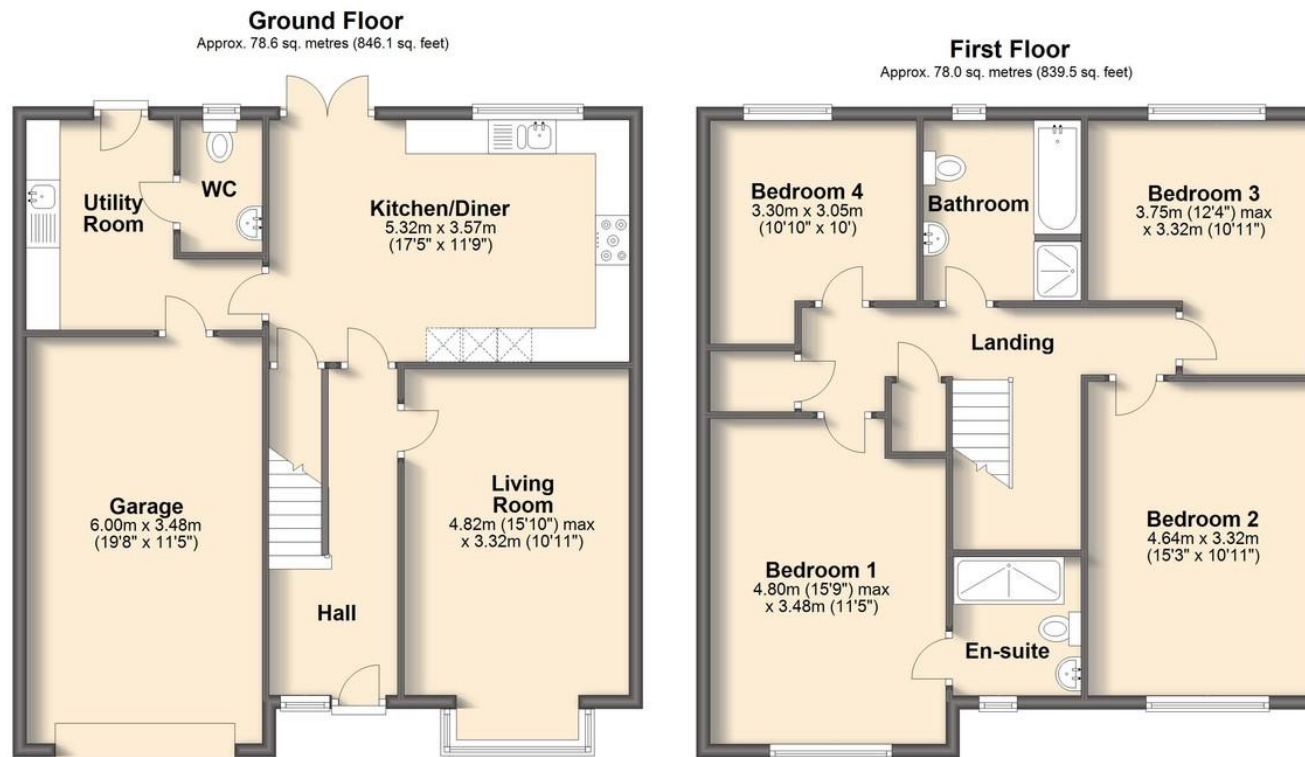 Ground Floor
Approx. 78.6 sq. metres (846.1 sq. feet)
Utility
Room
WC
Kitchen/Diner
5.32m x 3.57m
(17'5" x 11'9")
Garage
6.00m x 3.48m
(19'8" x 11'5")
Hall
Living
Room
4.82m (15'10") max
x 3.32m (10'11")
First Floor
Approx. 78.0 sq. metres (839.5 sq. feet)
Bedroom 4
3.30m x 3.05m
(10'10" x 10')
Bathroom
Bedroom 3
3.75m (12'4") max
x 3.32m (10'11")
Landing
Bedroom 1
4.80m (15'9") max
x 3.48m (11'5")
En-suite
Bedroom 2
4.64m x 3.32m
(15'3" x 10'11")